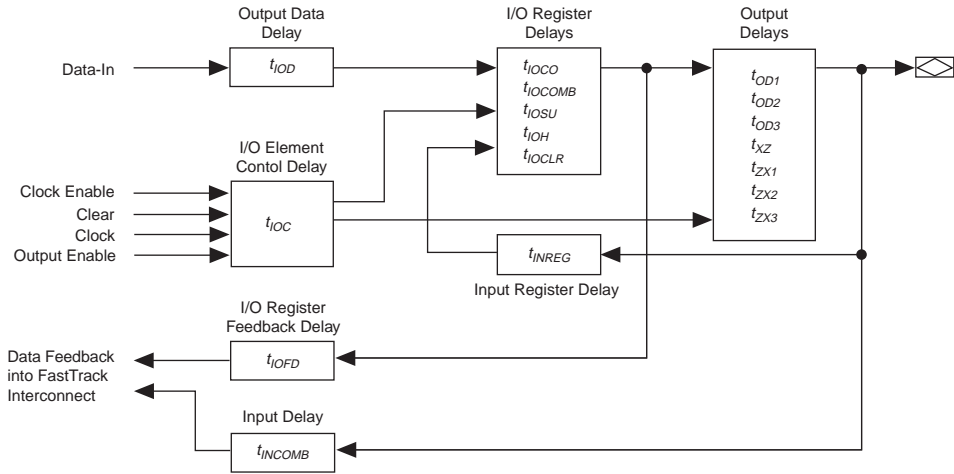 Output Data
Delay
Data-In
tIOD
I/O Register
Delays
tIOCO
tIOCOMB
tIOSU
tIOH
tIOCLR
Output
Delays
tOD1
tOD2
tOD3
tXZ
tZX1
tZX2
tZX3
I/O Element
Contol Delay
Clock Enable
Clear
Clock
Output Enable
tIOC
tINREG
Input Register Delay
I/O Register
Feedback Delay
tIOFD
Data Feedback
into FastTrack
Interconnect
Input Delay
tINCOMB